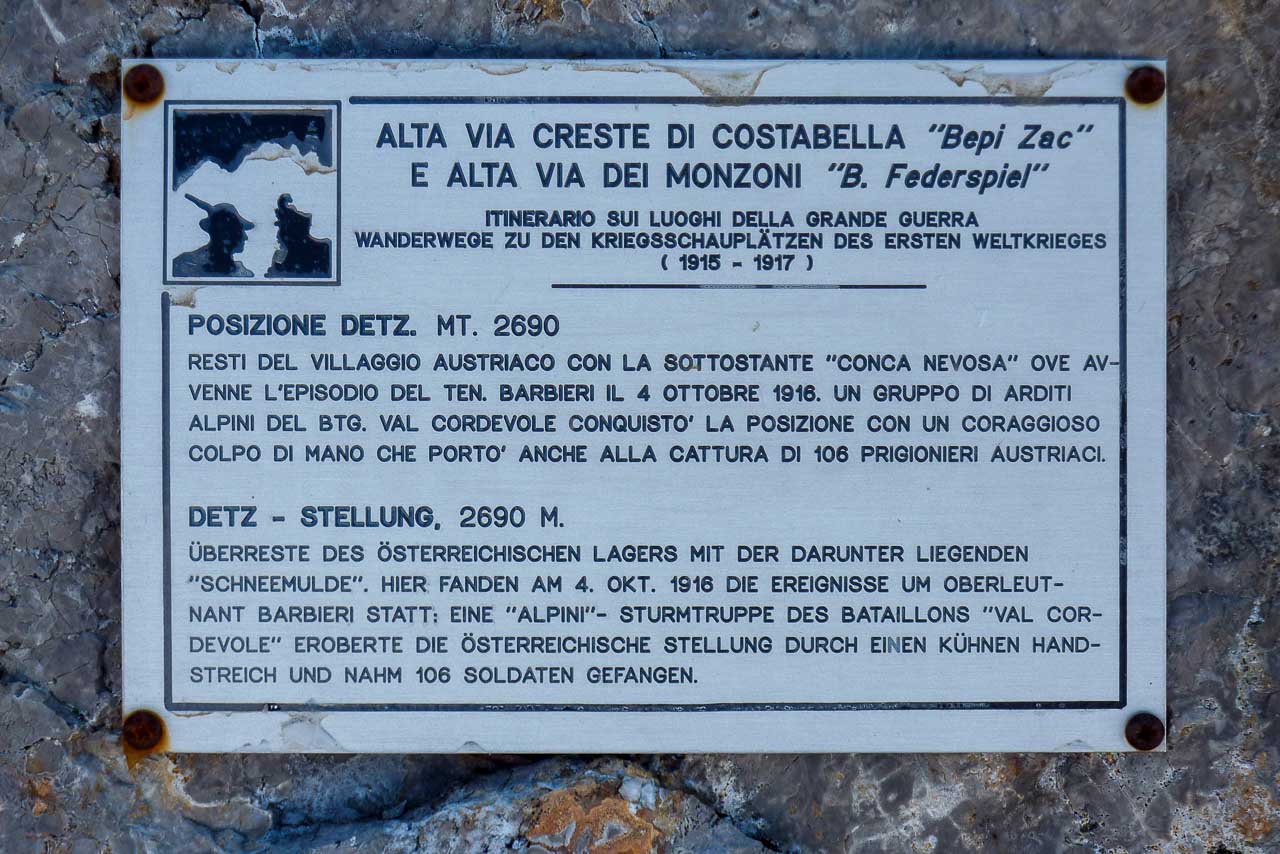 ALTA VIA CRESTE DI COSTABELLA "Bepi Zac"
E ALTA VIA DEI MONZONI "B. Federspiel"
ITINERARIO SUI LUOGHI DELLA GRANDE GUERRA
WANDERWEGE ZU DEN KRIEGSSCHAUPLÄTZEN DES ERSTEN WELTKRIEGES
( 1915 - 1917 )
POSIZIONE DETZ. MT. 2690
RESTI DEL VILLAGGIO AUSTRIACO CON LA SOTTOSTANTE "CONCA NEVOSA" OVE AV-
VENNE L'EPISODIO DEL TEN. BARBIERI IL 4 OTTOBRE 1916. UN GRUPPO DI ARDITI
ALPINI DEL BTG. VAL CORDEVOLE CONQUISTO' LA POSIZIONE CON UN CORAGGIOSO
COLPO DI MANO CHE PORTO' ANCHE ALLA CATTURA DI 106 PRIGIONIERI AUSTRIACI.
DETZ - STELLUNG, 2690 M.
ÜBERRESTE DES ÖSTERREICHISCHEN LAGERS MIT DER DARUNTER LIEGENDEN
"SCHNEEMULDE". HIER FANDEN AM 4. OKT. 1916 DIE EREIGNISSE UM OBERLEUT-
NANT BARBIERI STATT: EINE "ALPINI"- STURMTRUPPE DES BATAILLONS "VAL COR-
DEVOLE" EROBERTE DIE ÖSTERREICHISCHE STELLUNG DURCH EINEN KÜHNEN HAND-
STREICH UND NAHM 106 SOLDATEN GEFANGEN.